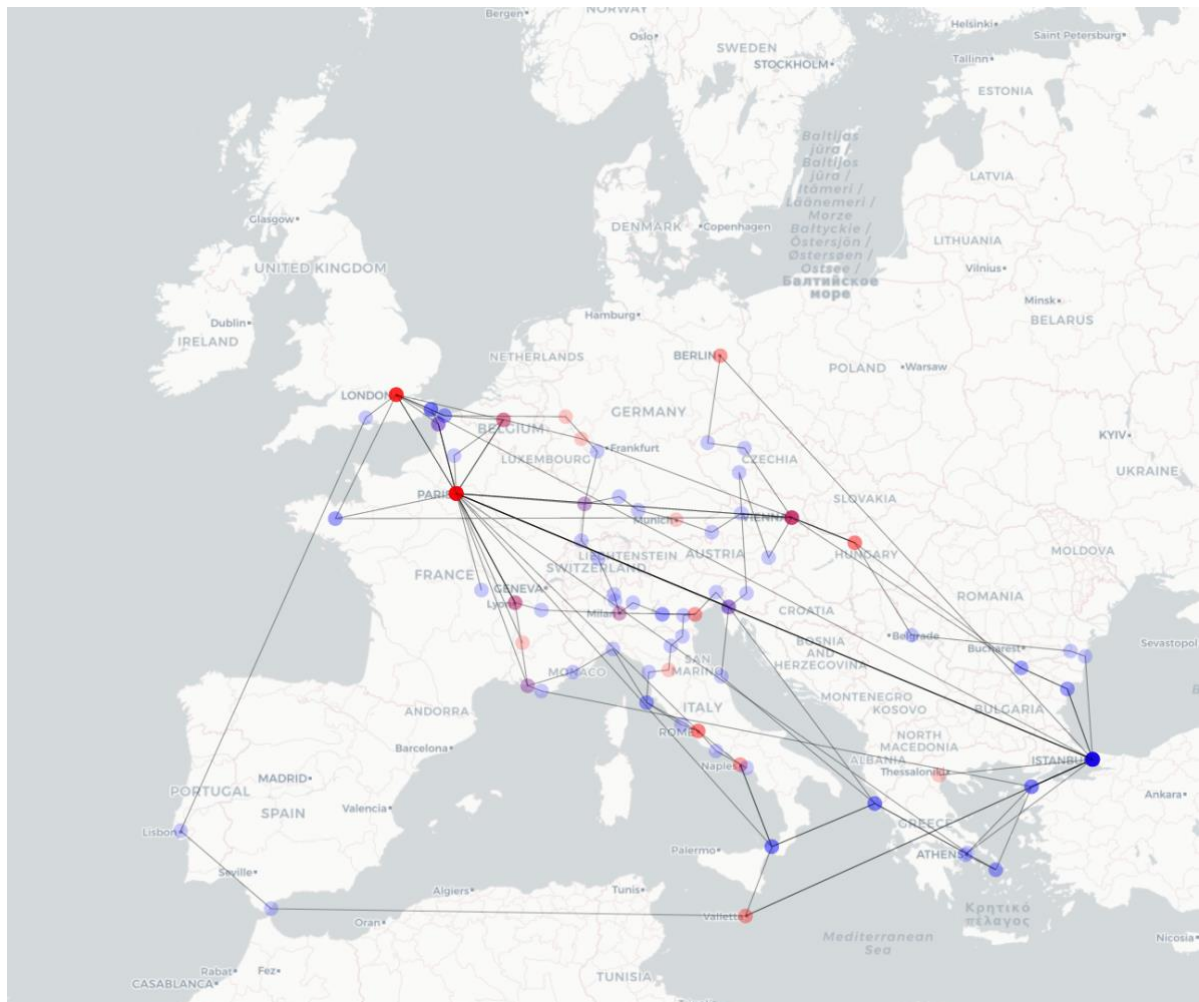 Bergen
NORWAY
Oslo
SWEDEN
STOCKHOLM
Helsinki
Saint Petersburg
Tallinn
ESTONIA
Baltijas
jūra /
Baltijos
jūra /
Itämeri /
Läänemeri /
Morze
Bałtyckie /
Östersjön /
Østersøen /
Ostsee /
Балтийское
море
LATVIA
Glasgow
DENMARK
Copenhagen
LITHUANIA
Vilnius
UNITED KINGDOM
Minsk
BELARUS
Dublin
IRELAND
Hamburg
NETHERLANDS
BERLIN
POLAND
Warsaw
LONDON
GERMANY
BELGIUM
KYIV
Frankfurt
LUXEMBOURG
CZECHIA
UKRAINE
PARIS
SLOVAKIA
Munich
VIENNA
LIECHTENSTEIN
AUSTRIA
HUNGARY
MOLDOVA
SWITZERLAND
FRANCE
GENEVA
Lyon
Milan
CROATIA
ROMANIA
Belgrade
Bucharest
Sevastopol
BOSNIA
AND
HERZEGOVINA
SAN
MARINO
MONACO
MONTENEGRO
KOSOVO
BULGARIA
ANDORRA
ITALY
ROME
NORTH
MACEDONIA
Barcelona
ALBANIA
ISTANBUL
Naples
Thessaloniki
MADRID
PORTUGAL
SPAIN
Valencia
Ankara
Lisbon
GREECE
Palermo
ATHENS
Seville
Algiers
Tunis
Κρητικό
πέλαγος
Valletta
Oran
Mediterranean
Sea
Nicosia
Rabat
Fez
CASABLANCA
TUNISIA